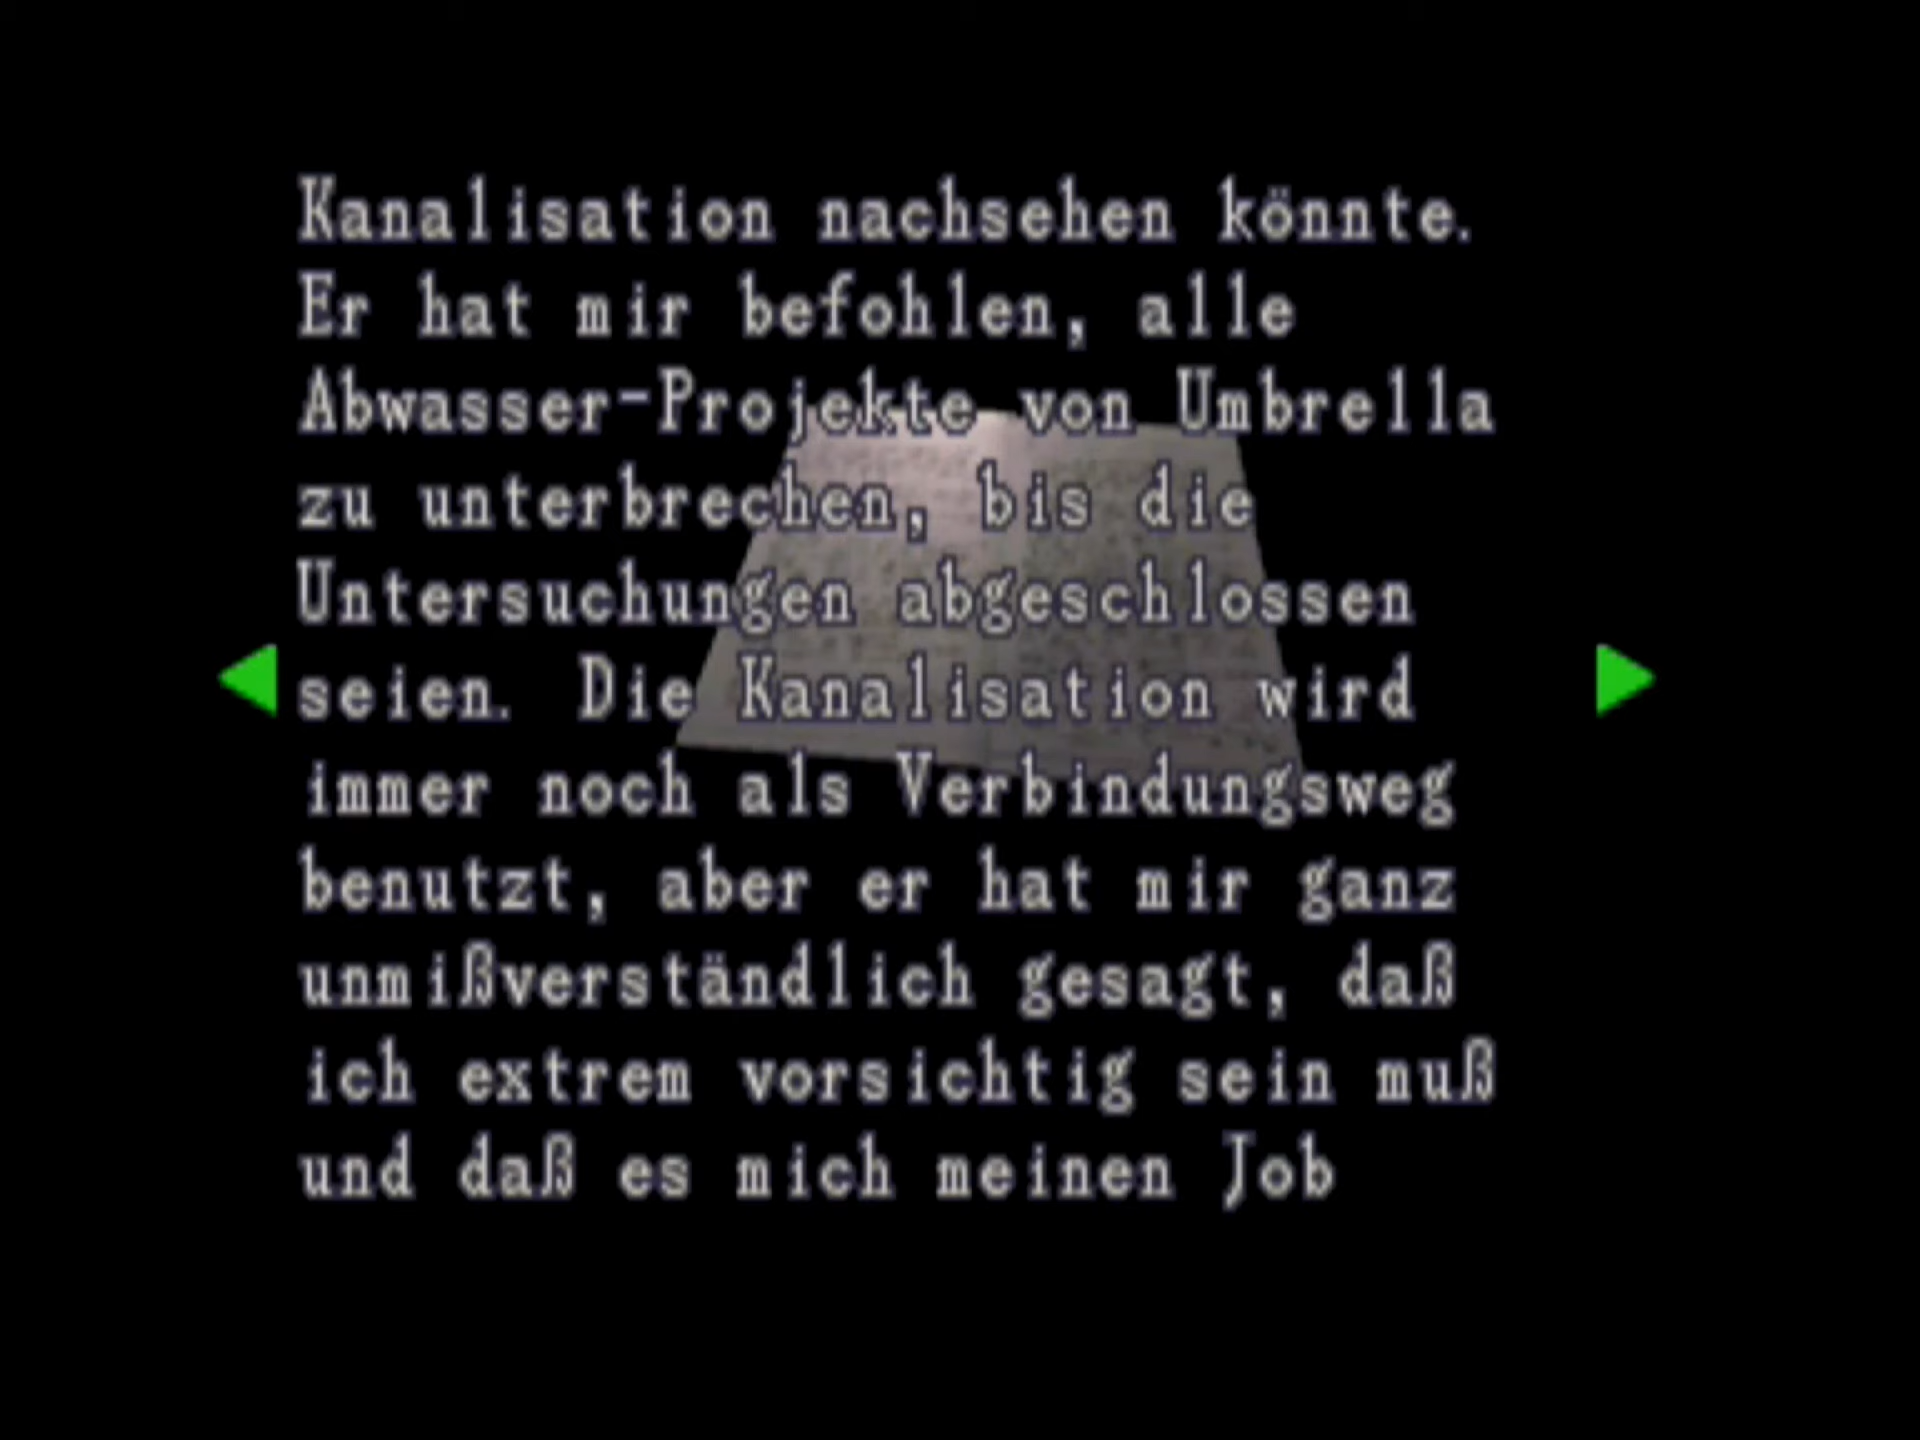 Kanalisation nachsehen könnte.
Er hat mir befohlen, alle
Abwasser-Projekte von Umbrella
zu unterbrechen, bis die
Untersuchungen abgeschlossen
seien. Die Kanalisation wird
immer noch als Verbindungsweg
benutzt, aber er hat mir ganz
unmißverständlich gesagt, daß
ich extrem vorsichtig sein muß
und daß es mich meinen Job